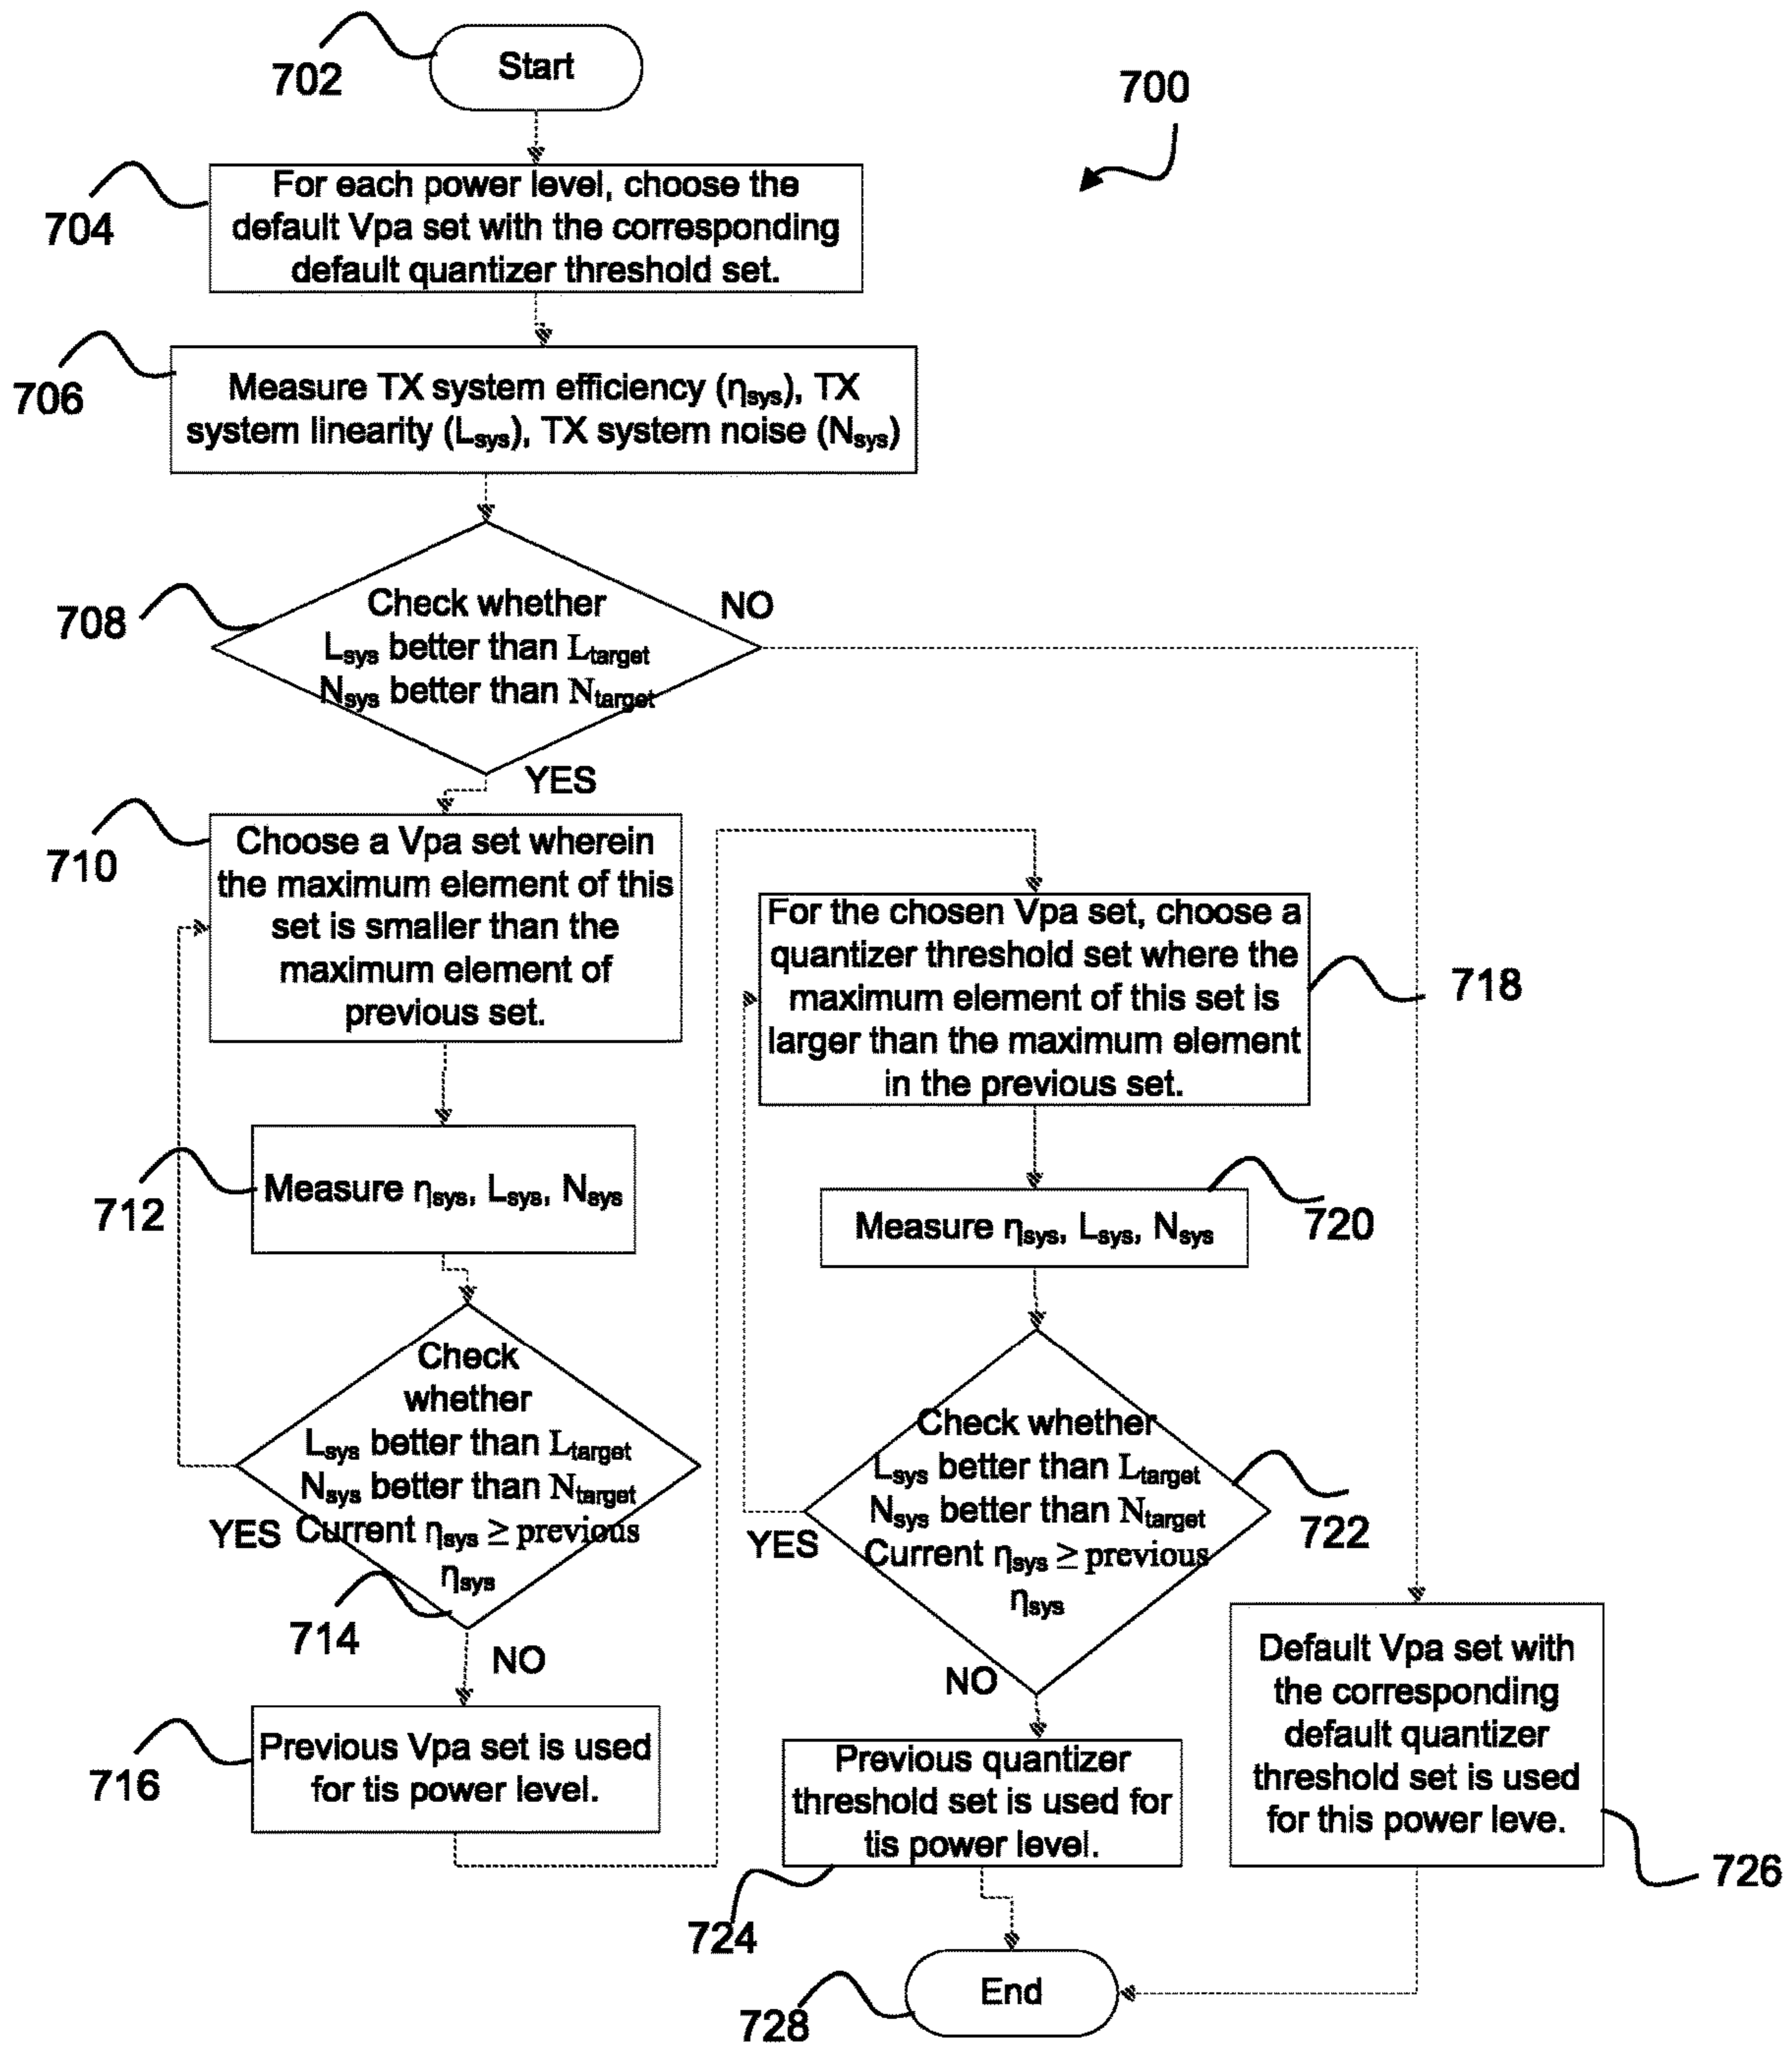 702
Start
700
704
For each power level, choose the
default Vpa set with the corresponding
default quantizer threshold set.
706
Measure TX system efficiency (ηsys), TX
system linearity (Lsys), TX system noise (Nsys)
708
Check whether
Lsys better than Ltarget
Nsys better than Ntarget
NO
YES
710
Choose a Vpa set wherein
the maximum element of this
set is smaller than the
maximum element of
previous set.
712
Measure ηsys, Lsys, Nsys
Check
whether
Lsys better than Ltarget
Nsys better than Ntarget
Current ηsys ≥ previous
ηsys
YES
714
NO
716
Previous Vpa set is used
for tis power level.
For the chosen Vpa set, choose a
quantizer threshold set where the
maximum element of this set is
larger than the maximum element
in the previous set.
718
Measure ηsys, Lsys, Nsys
720
Check whether
Lsys better than Ltarget
Nsys better than Ntarget
Current ηsys ≥ previous
ηsys
YES
722
NO
Previous quantizer
threshold set is used for
tis power level.
724
Default Vpa set with
the corresponding
default quantizer
threshold set is used
for this power leve.
726
End
728